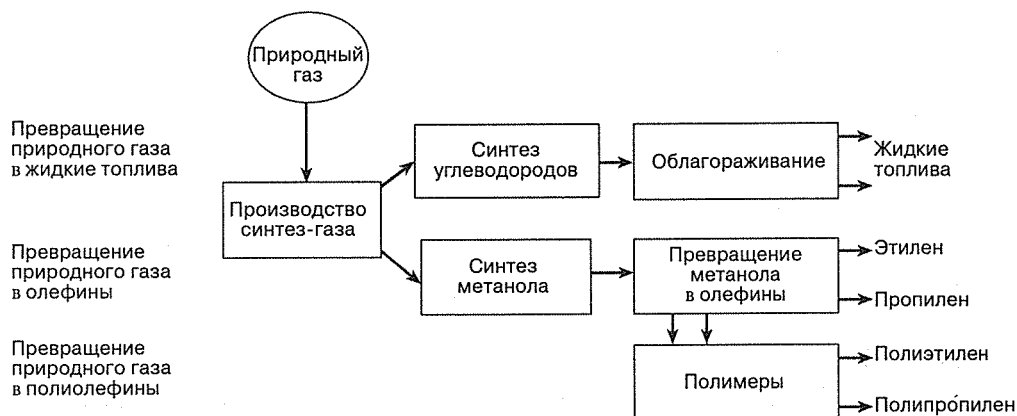 Природный
газ
Превращение
природного газа
в жидкие топлива
Синтез
углеводородов
Облагораживание
Жидкие
топлива
Производство
синтез-газа
Превращение
природного газа
в олефины
Синтез
метанола
Превращение
метанола
в олефины
Этилен
Пропилен
Превращение
природного газа
в полиолефины
Полимеры
Полиэтилен
Полипропилен